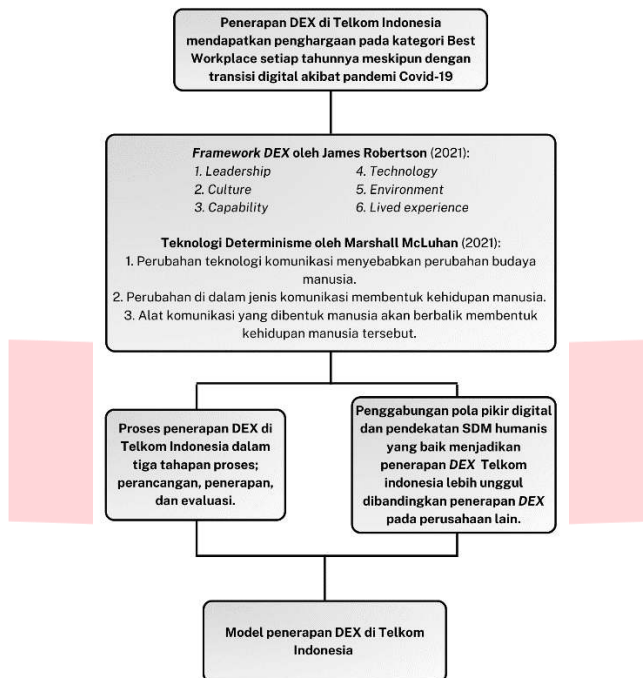 Penerapan DEX di Telkom Indonesia
mendapatkan penghargaan pada kategori Best
Workplace setiap tahunnya meskipun dengan
transisi digital akibat pandemi Covid-19
Framework DEX oleh James Robertson (2021):
1. Leadership
2. Culture
3. Capability
4. Technology
5. Environment
6. Lived experience
Teknologi Determinisme oleh Marshall McLuhan (2021):
1. Perubahan teknologi komunikasi menyebabkan perubahan budaya
manusia.
2. Perubahan di dalam jenis komunikasi membentuk kehidupan manusia.
3. Alat komunikasi yang dibentuk manusia akan berbalik membentuk
kehidupan manusia tersebut.
Proses penerapan DEX di
Telkom Indonesia dalam
tiga tahapan proses;
perancangan, penerapan,
dan evaluasi.
Penggabungan pola pikir digital
dan pendekatan SDM humanis
yang baik menjadikan
penerapan DEX Telkom
indonesia lebih unggul
dibandingkan penerapan DEX
pada perusahaan lain.
Model penerapan DEX di Telkom
Indonesia